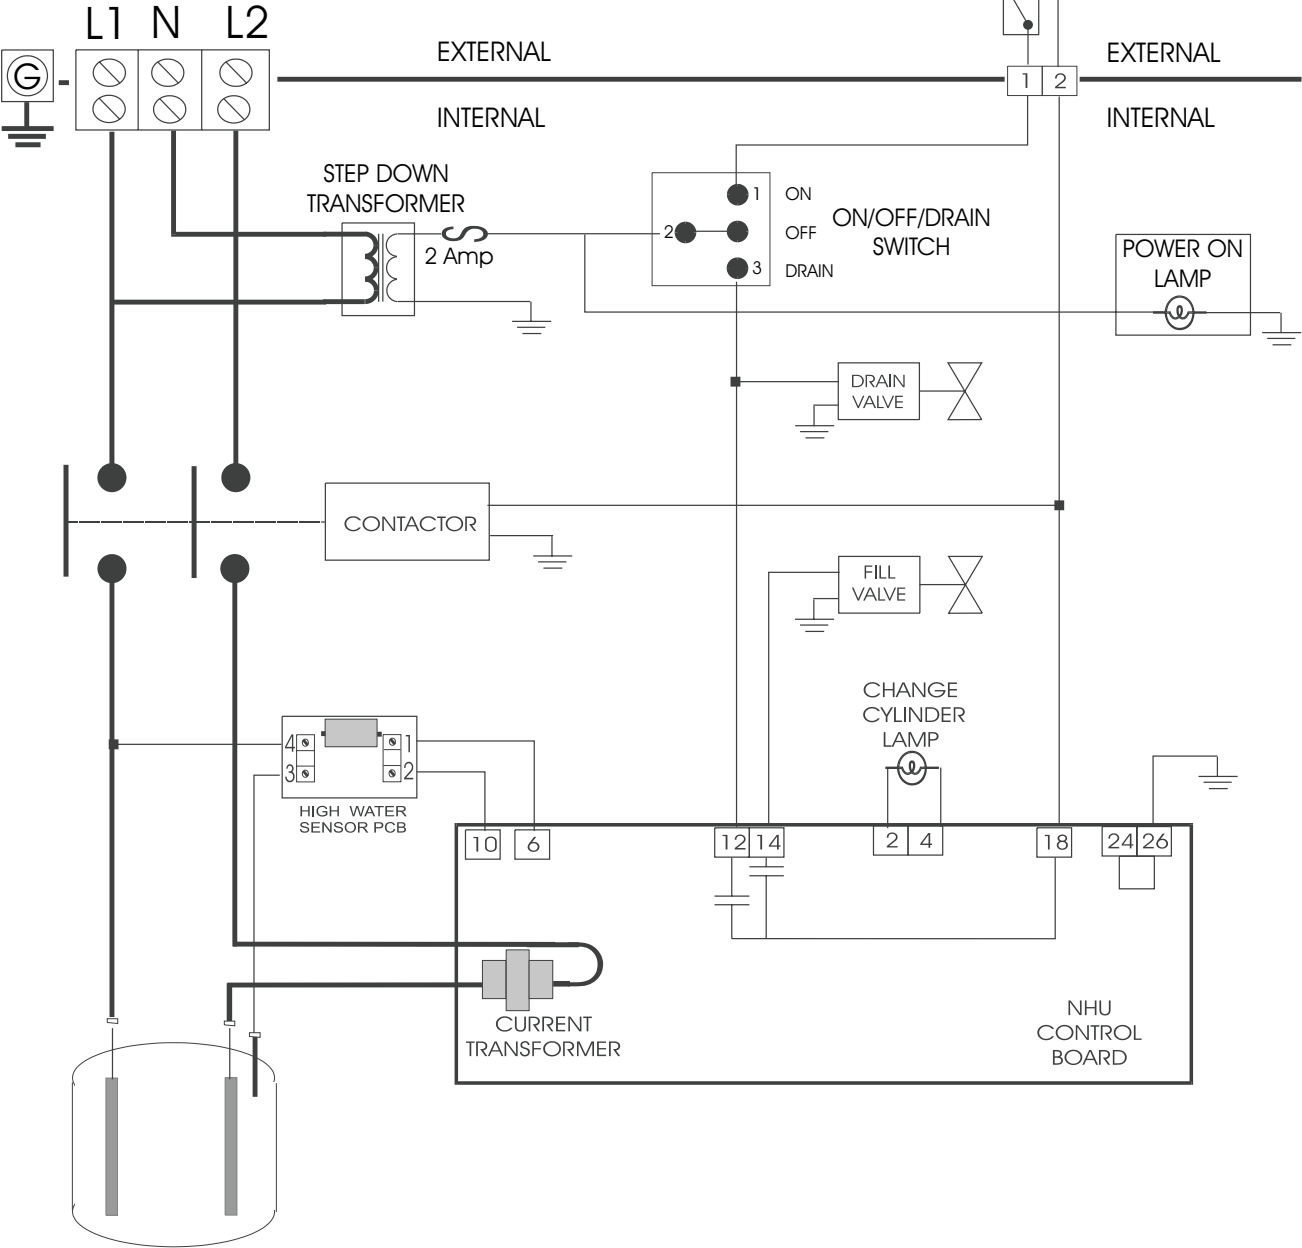 L1 N L2
G
EXTERNAL
INTERNAL
1 2
EXTERNAL
INTERNAL
STEP DOWN
TRANSFORMER
2 Amp
1 ON
2 OFF
3 DRAIN
ON/OFF/DRAIN
SWITCH
POWER ON
LAMP
DRAIN
VALVE
CONTACTOR
FILL
VALVE
CHANGE
CYLINDER
LAMP
4 1
3 2
HIGH WATER
SENSOR PCB
10 6 12 14 2 4 18 24 26
CURRENT
TRANSFORMER
NHU
CONTROL
BOARD